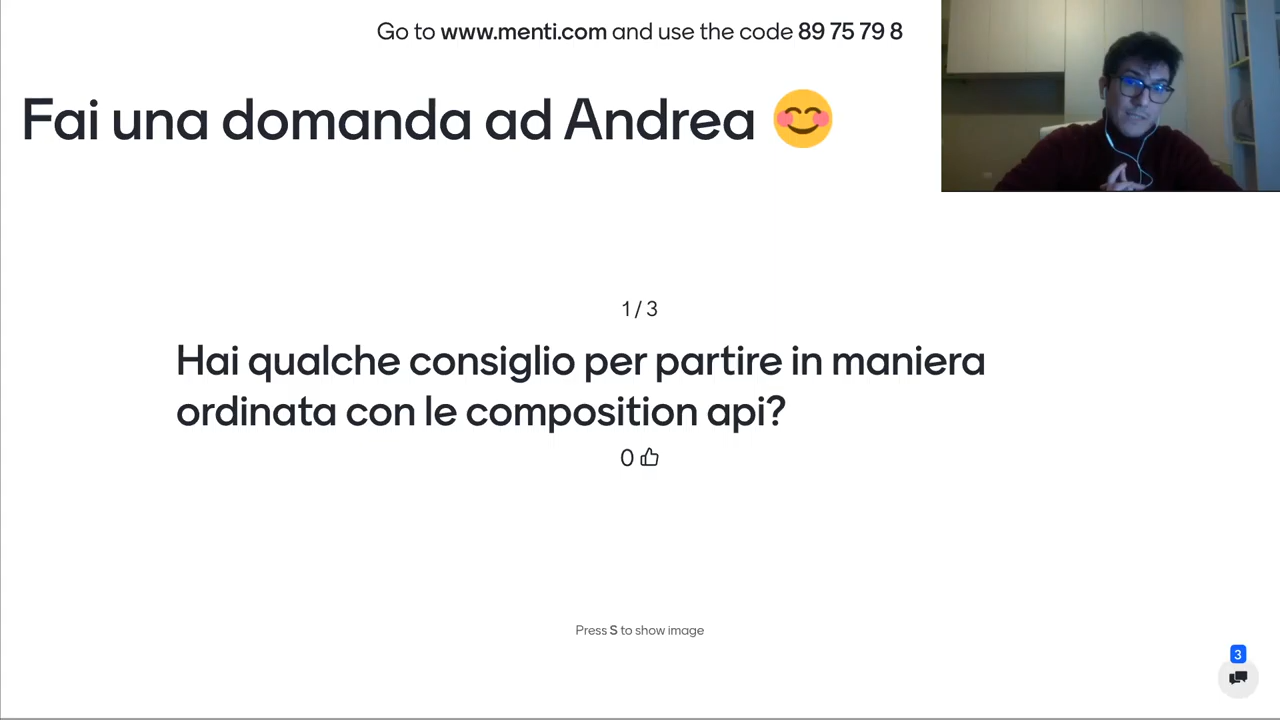 Go to www.menti.com and use the code 89 75 79 8
Fai una domanda ad Andrea 😊
1 / 3
Hai qualche consiglio per partire in maniera
ordinata con le composition api?
0
Press S to show image
3